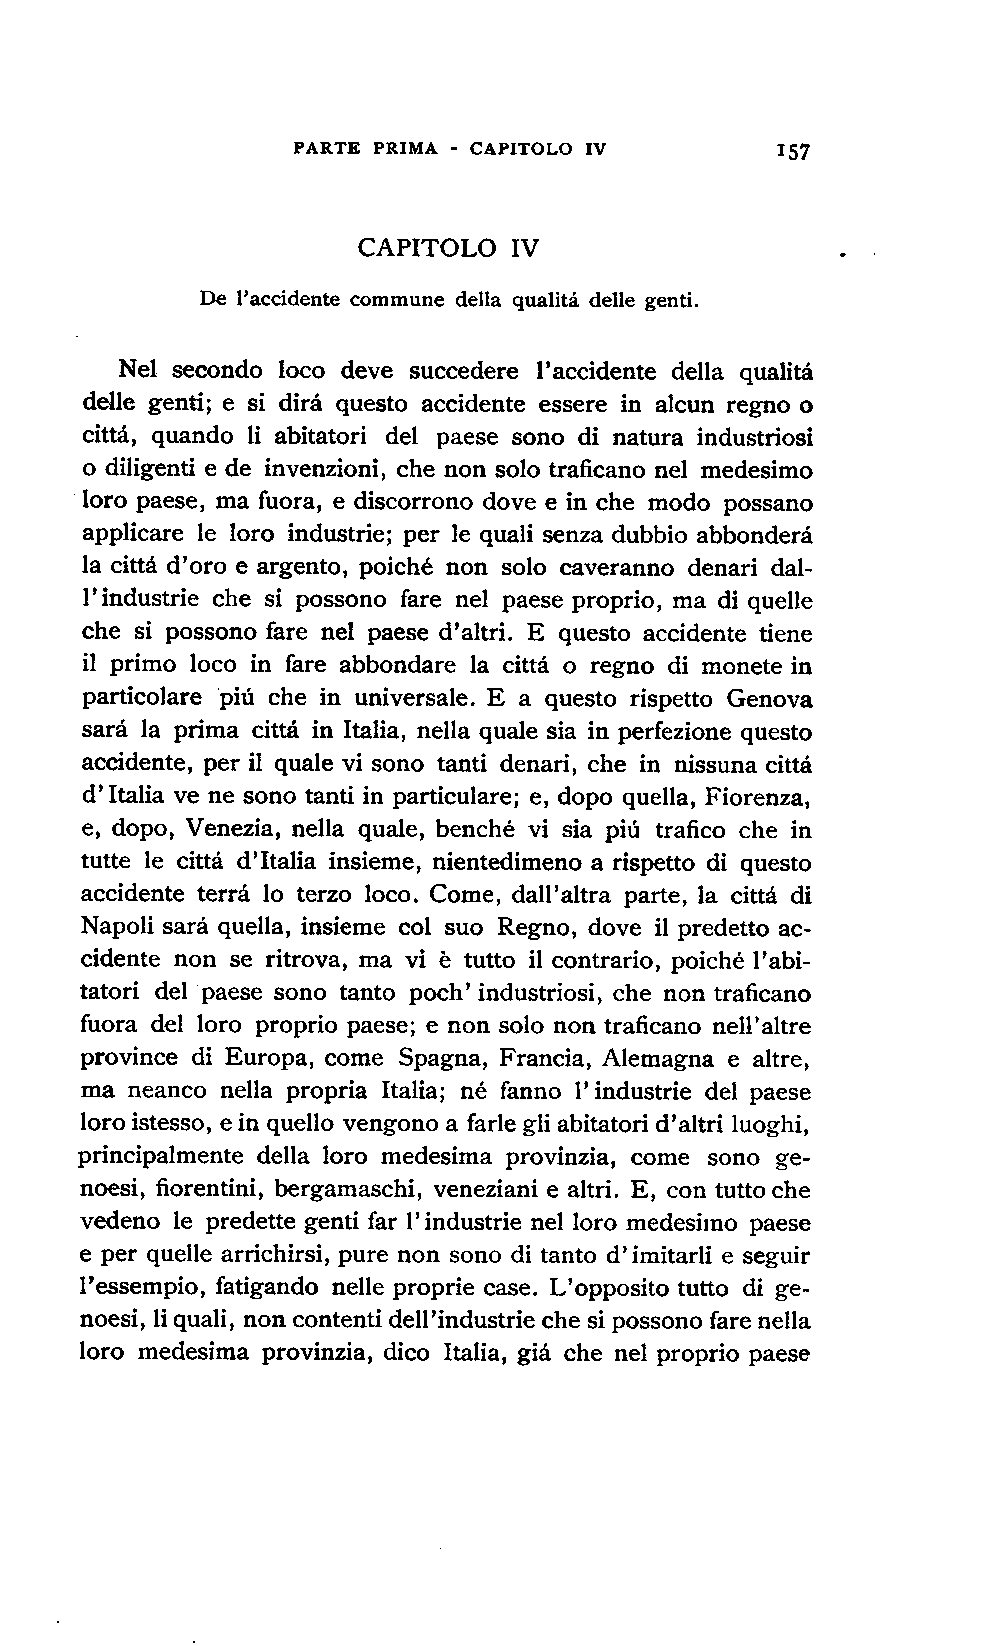 PARTE PRIMA - CAPITOLO IV 157
CAPITOLO IV
De l'accidente commune della qualitá delle genti.
Nel secondo loco deve succedere l'accidente della qualitá
delle genti; e si dirá questo accidente essere in alcun regno o
cittá, quando li abitatori del paese sono di natura industriosi
o diligenti e de invenzioni, che non solo traficano nel medesimo
loro paese, ma fuora, e discorrono dove e in che modo possano
applicare le loro industrie; per le quali senza dubbio abbonderá
la cittá d'oro e argento, poiché non solo caveranno denari dal-
l'industrie che si possono fare nel paese proprio, ma di quelle
che si possono fare nel paese d'altri. E questo accidente tiene
il primo loco in fare abbondare la cittá o regno di monete in
particolare piú che in universale. E a questo rispetto Genova
sará la prima cittá in Italia, nella quale sia in perfezione questo
accidente, per il quale vi sono tanti denari, che in nissuna cittá
d'Italia ve ne sono tanti in particulare; e, dopo quella, Fiorenza,
e, dopo, Venezia, nella quale, benché vi sia piú trafico che in
tutte le cittá d'Italia insieme, nientedimeno a rispetto di questo
accidente terrá lo terzo loco. Come, dall'altra parte, la cittá di
Napoli sará quella, insieme col suo Regno, dove il predetto ac-
cidente non se ritrova, ma vi è tutto il contrario, poiché l'abi-
tatori del paese sono tanto poch' industriosi, che non traficano
fuora del loro proprio paese; e non solo non traficano nell'altre
province di Europa, come Spagna, Francia, Alemagna e altre,
ma neanco nella propria Italia; né fanno l'industrie del paese
loro istesso, e in quello vengono a farle gli abitatori d'altri luoghi,
principalmente della loro medesima provinzia, come sono ge-
noesi, fiorentini, bergamaschi, veneziani e altri. E, con tutto che
vedeno le predette genti far l'industrie nel loro medesimo paese
e per quelle arrichirsi, pure non sono di tanto d'imitarli e seguir
l'essempio, fatigando nelle proprie case. L'opposito tutto di ge-
noesi, li quali, non contenti dell'industrie che si possono fare nella
loro medesima provinzia, dico Italia, giá che nel proprio paese